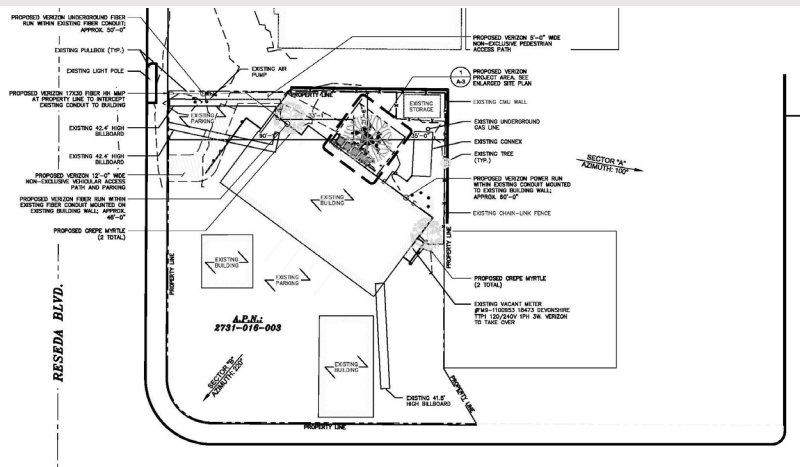 PROPOSED VERIZON UNDERGROUND FIBER
RUN WITHIN EXISTING FIBER CONDUIT;
APPROX. 50'-0"
EXISTING PULLBOX (TYP.)
EXISTING LIGHT POLE
PROPOSED VERIZON 17X30 FIBER HH MMP
AT PROPERTY LINE TO INTERCEPT
EXISTING CONDUIT TO BUILDING
EXISTING 42.4' HIGH
BILLBOARD
EXISTING 42.4' HIGH
BILLBOARD
PROPOSED VERIZON 12'-0" WIDE
NON-EXCLUSIVE VEHICULAR ACCESS
PATH AND PARKING
PROPOSED VERIZON FIBER RUN WITHIN
EXISTING FIBER CONDUIT MOUNTED ON
EXISTING BUILDING WALL; APPROX.
46'-0"
PROPOSED CREPE MYRTLE
(2 TOTAL)
EXISTING AIR
PUMP
PROPERTY LINE
EXISTING
PARKING
90'-
35'-0"
EXISTING
STORAGE
PROPOSED VERIZON 5'-0" WIDE
NON-EXCLUSIVE PEDESTRIAN
ACCESS PATH
1
A-3
PROPOSED VERIZON
PROJECT AREA. SEE
ENLARGED SITE PLAN
EXISTING CMU WALL
EXISTING UNDERGROUND
GAS LINE
EXISTING CONNEX
EXISTING TREE
(TYP.)
PROPOSED VERIZON POWER RUN
WITHIN EXISTING CONDUIT MOUNTED
TO EXISTING BUILDING WALL;
APPROX. 60'-0"
EXISTING CHAIN-LINK FENCE
SECTOR "A"
AZIMUTH: 100°
EXISTING
BUILDING
PROPERTY LINE
PROPERTY LINE
EXISTING
BUILDING
EXISTING
PARKING
PROPOSED CREPE MYRTLE
(2 TOTAL)
EXISTING VACANT METER
#M9-1100953 18473 DEVONSHIRE
TTP1 120/240V 1PH 3W. VERIZON
TO TAKE OVER
A.P.N.:
2731-016-003
RESEDA BLVD.
EXISTING
BUILDING
SECTOR "B"
AZIMUTH: 220°
EXISTING 41.8'
HIGH BILLBOARD
PROPERTY LINE
PROPERTY LINE